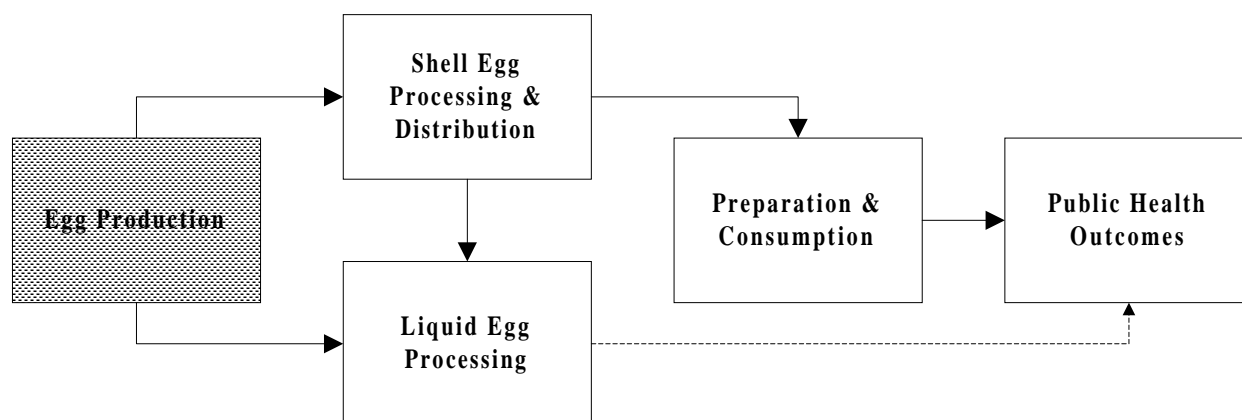 Shell Egg
Processing &
Distribution
Egg Production
Preparation &
Consumption
Public Health
Outcomes
Liquid Egg
Processing